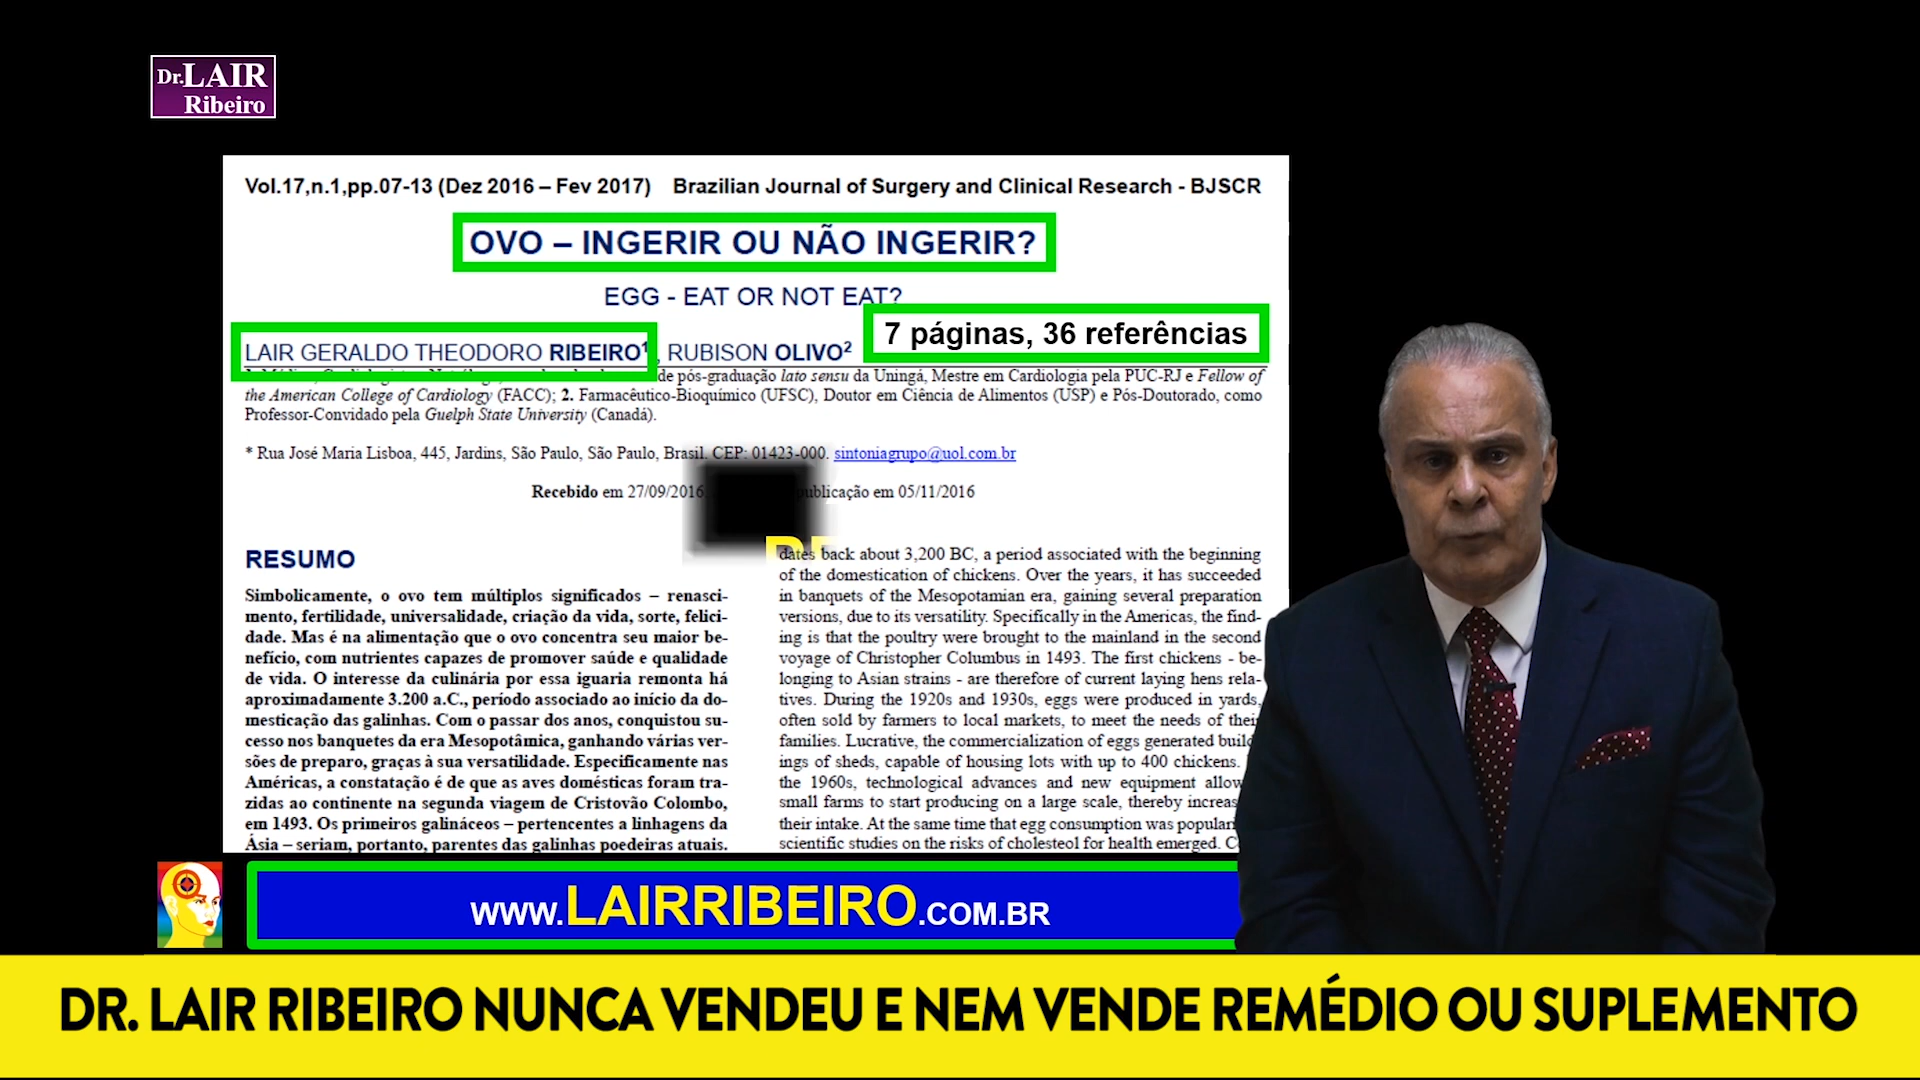 Dr.LAIR
Ribeiro
Vol.17,n.1,pp.07-13 (Dez 2016 – Fev 2017) Brazilian Journal of Surgery and Clinical Research - BJSCR
OVO – INGERIR OU NÃO INGERIR?
EGG - EAT OR NOT EAT?
7 páginas, 36 referências
LAIR GERALDO THEODORO RIBEIRO¹, RUBISON OLIVO²
de pós-graduação lato sensu da Uningá, Mestre em Cardiologia pela PUC-RJ e Fellow of
the American College of Cardiology (FACC); 2. Farmacêutico-Bioquímico (UFSC), Doutor em Ciência de Alimentos (USP) e Pós-Doutorado, como
Professor-Convidado pela Guelph State University (Canadá).
* Rua José Maria Lisboa, 445, Jardins, São Paulo, São Paulo, Brasil. CEP: 01423-000. sintoniagrupo@uol.com.br
Recebido em 27/09/2016. publicação em 05/11/2016
RESUMO
Simbolicamente, o ovo tem múltiplos significados – renasci-
mento, fertilidade, universalidade, criação da vida, sorte, felici-
dade. Mas é na alimentação que o ovo concentra seu maior be-
nefício, com nutrientes capazes de promover saúde e qualidade
de vida. O interesse da culinária por essa iguaria remonta há
aproximadamente 3.200 a.C., período associado ao início da do-
mesticação das galinhas. Com o passar dos anos, conquistou su-
cesso nos banquetes da era Mesopotâmica, ganhando várias ver-
sões de preparo, graças à sua versatilidade. Especificamente nas
Américas, a constatação é de que as aves domésticas foram tra-
zidas ao continente na segunda viagem de Cristovão Colombo,
em 1493. Os primeiros galináceos – pertencentes a linhagens da
Ásia – seriam, portanto, parentes das galinhas poedeiras atuais.
dates back about 3,200 BC, a period associated with the beginning
of the domestication of chickens. Over the years, it has succeeded
in banquets of the Mesopotamian era, gaining several preparation
versions, due to its versatility. Specifically in the Americas, the find-
ing is that the poultry were brought to the mainland in the second
voyage of Christopher Columbus in 1493. The first chickens - be-
longing to Asian strains - are therefore of current laying hens rela-
tives. During the 1920s and 1930s, eggs were produced in yards,
often sold by farmers to local markets, to meet the needs of their
families. Lucrative, the commercialization of eggs generated build-
ings of sheds, capable of housing lots with up to 400 chickens.
the 1960s, technological advances and new equipment allow
small farms to start producing on a large scale, thereby increas
their intake. At the same time that egg consumption was populari
scientific studies on the risks of cholesteol for health emerged.
WWW.LAIRRIBEIRO.COM.BR
DR. LAIR RIBEIRO NUNCA VENDEU E NEM VENDE REMÉDIO OU SUPLEMENTO